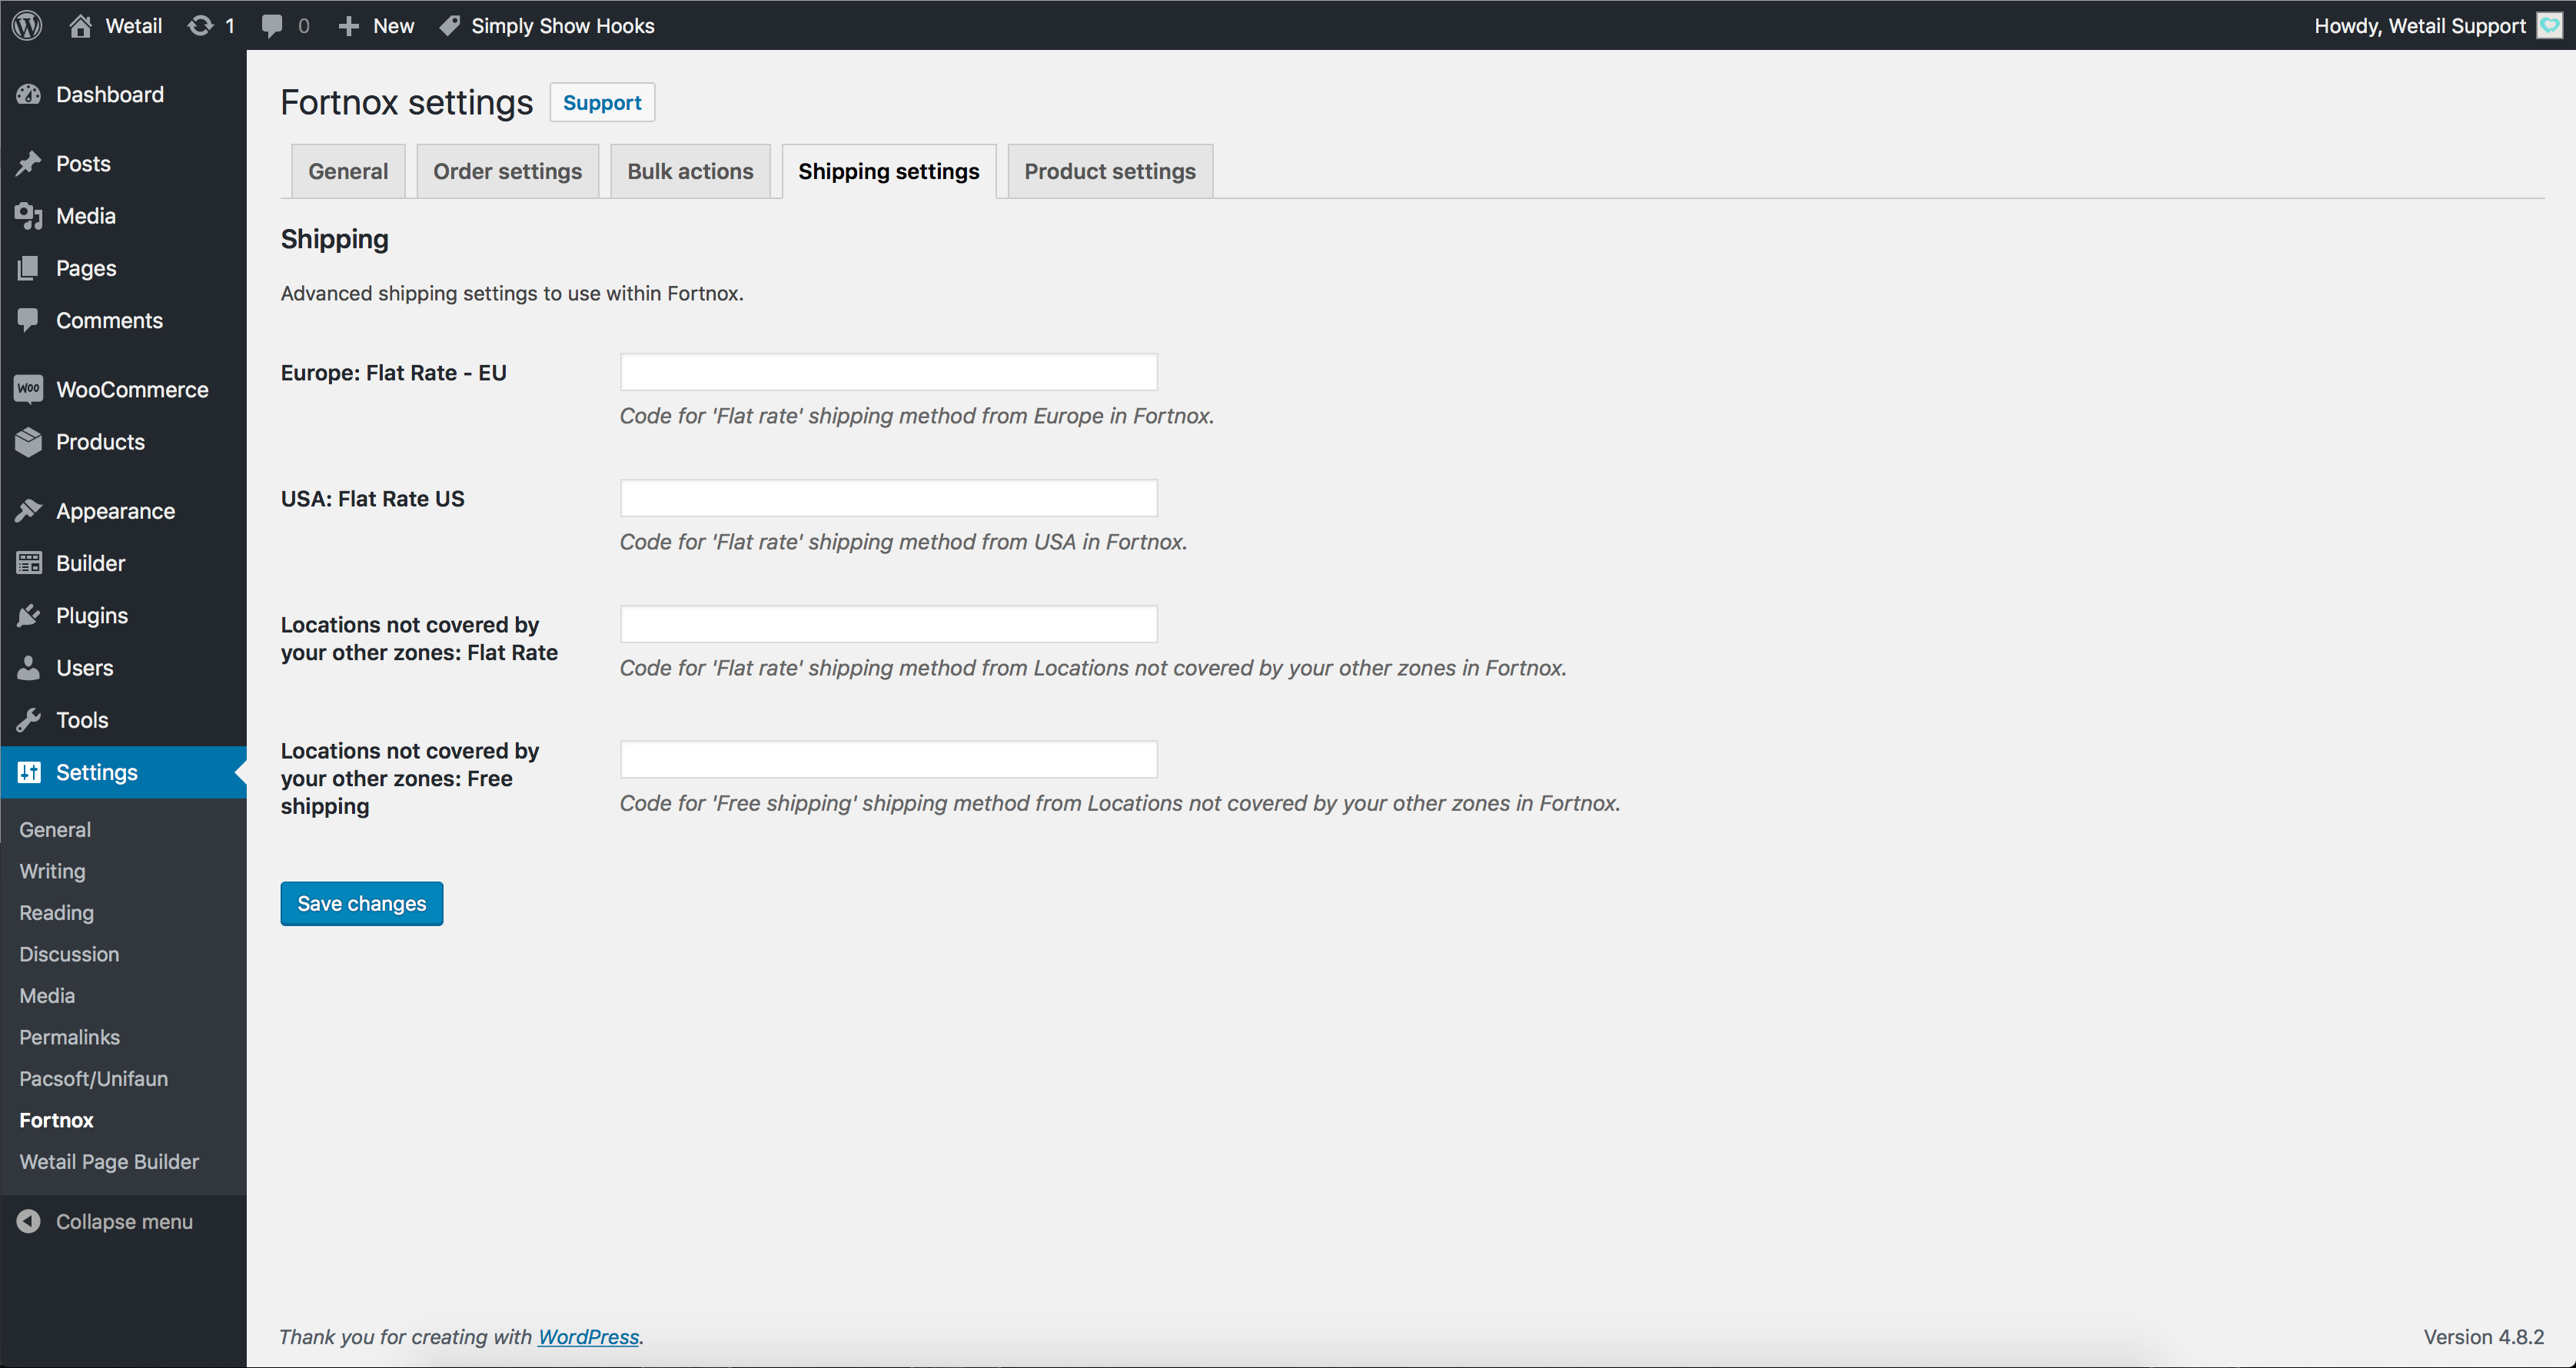 Wetail 1 0 New Simply Show Hooks Howdy, Wetail Support
Dashboard
Posts
Media
Pages
Comments
WooCommerce
Products
Appearance
Builder
Plugins
Users
Tools
Settings
General
Writing
Reading
Discussion
Media
Permalinks
Pacsoft/Unifaun
Fortnox
Wetail Page Builder
Collapse menu
Fortnox settings Support
General Order settings Bulk actions Shipping settings Product settings
Shipping
Advanced shipping settings to use within Fortnox.
Europe: Flat Rate - EU
Code for 'Flat rate' shipping method from Europe in Fortnox.
USA: Flat Rate US
Code for 'Flat rate' shipping method from USA in Fortnox.
Locations not covered by
your other zones: Flat Rate
Code for 'Flat rate' shipping method from Locations not covered by your other zones in Fortnox.
Locations not covered by
your other zones: Free
shipping
Code for 'Free shipping' shipping method from Locations not covered by your other zones in Fortnox.
Save changes
Thank you for creating with WordPress. Version 4.8.2